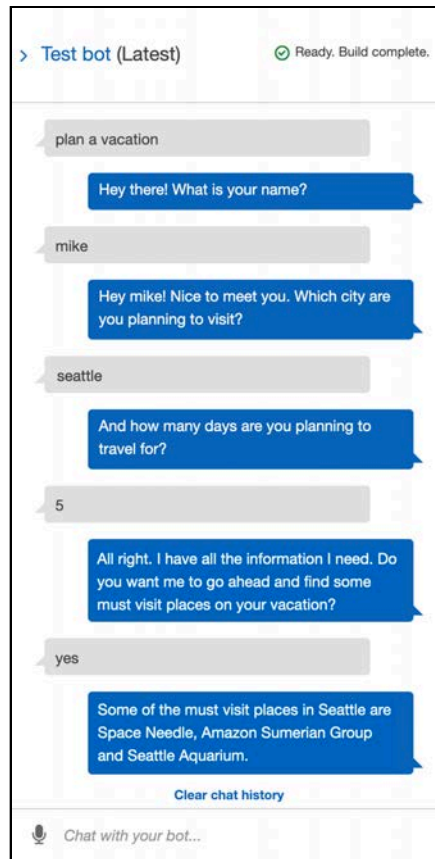 > Test bot (Latest)
Ready. Build complete.
plan a vacation
Hey there! What is your name?
mike
Hey mike! Nice to meet you. Which city are
you planning to visit?
seattle
And how many days are you planning to
travel for?
5
All right. I have all the information I need. Do
you want me to go ahead and find some
must visit places on your vacation?
yes
Some of the must visit places in Seattle are
Space Needle, Amazon Sumerian Group
and Seattle Aquarium.
Clear chat history
Chat with your bot...